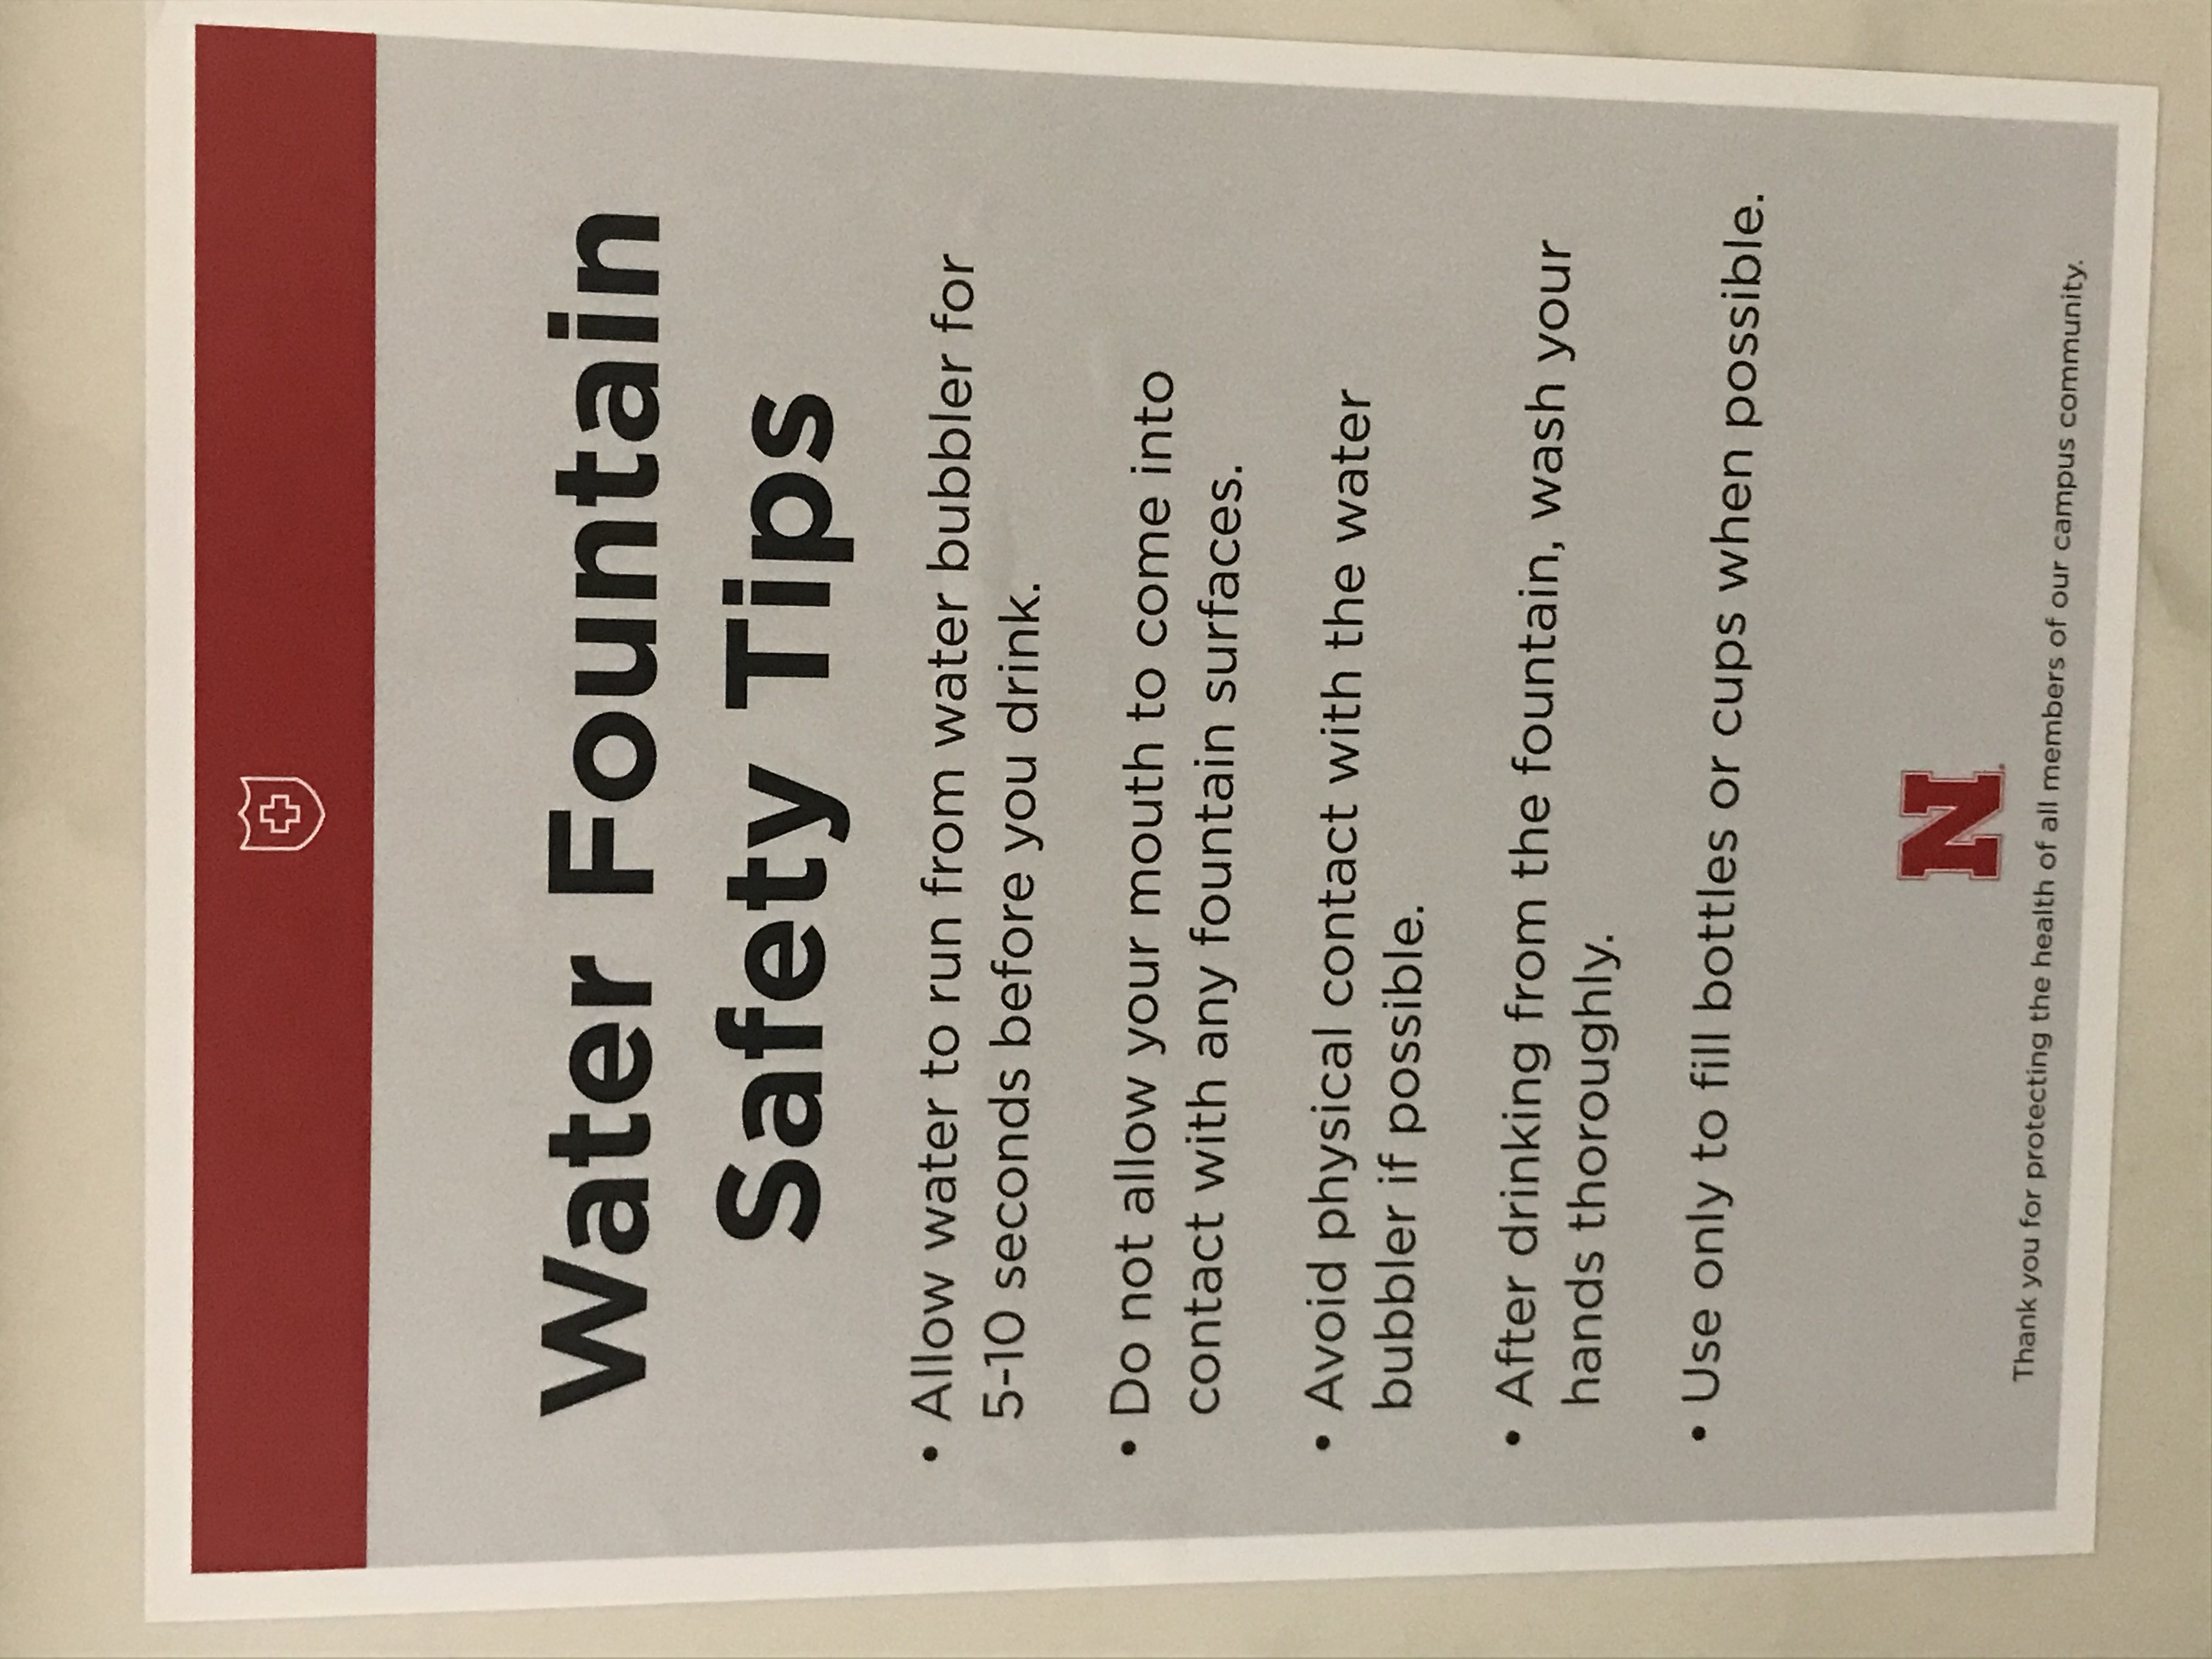 Water Fountain
Safety Tips
• Allow water to run from water bubbler for
5-10 seconds before you drink.
• Do not allow your mouth to come into
contact with any fountain surfaces.
• Avoid physical contact with the water
bubbler if possible.
• After drinking from the fountain, wash your
hands thoroughly.
• Use only to fill bottles or cups when possible.
N
Thank you for protecting the health of all members of our campus community.